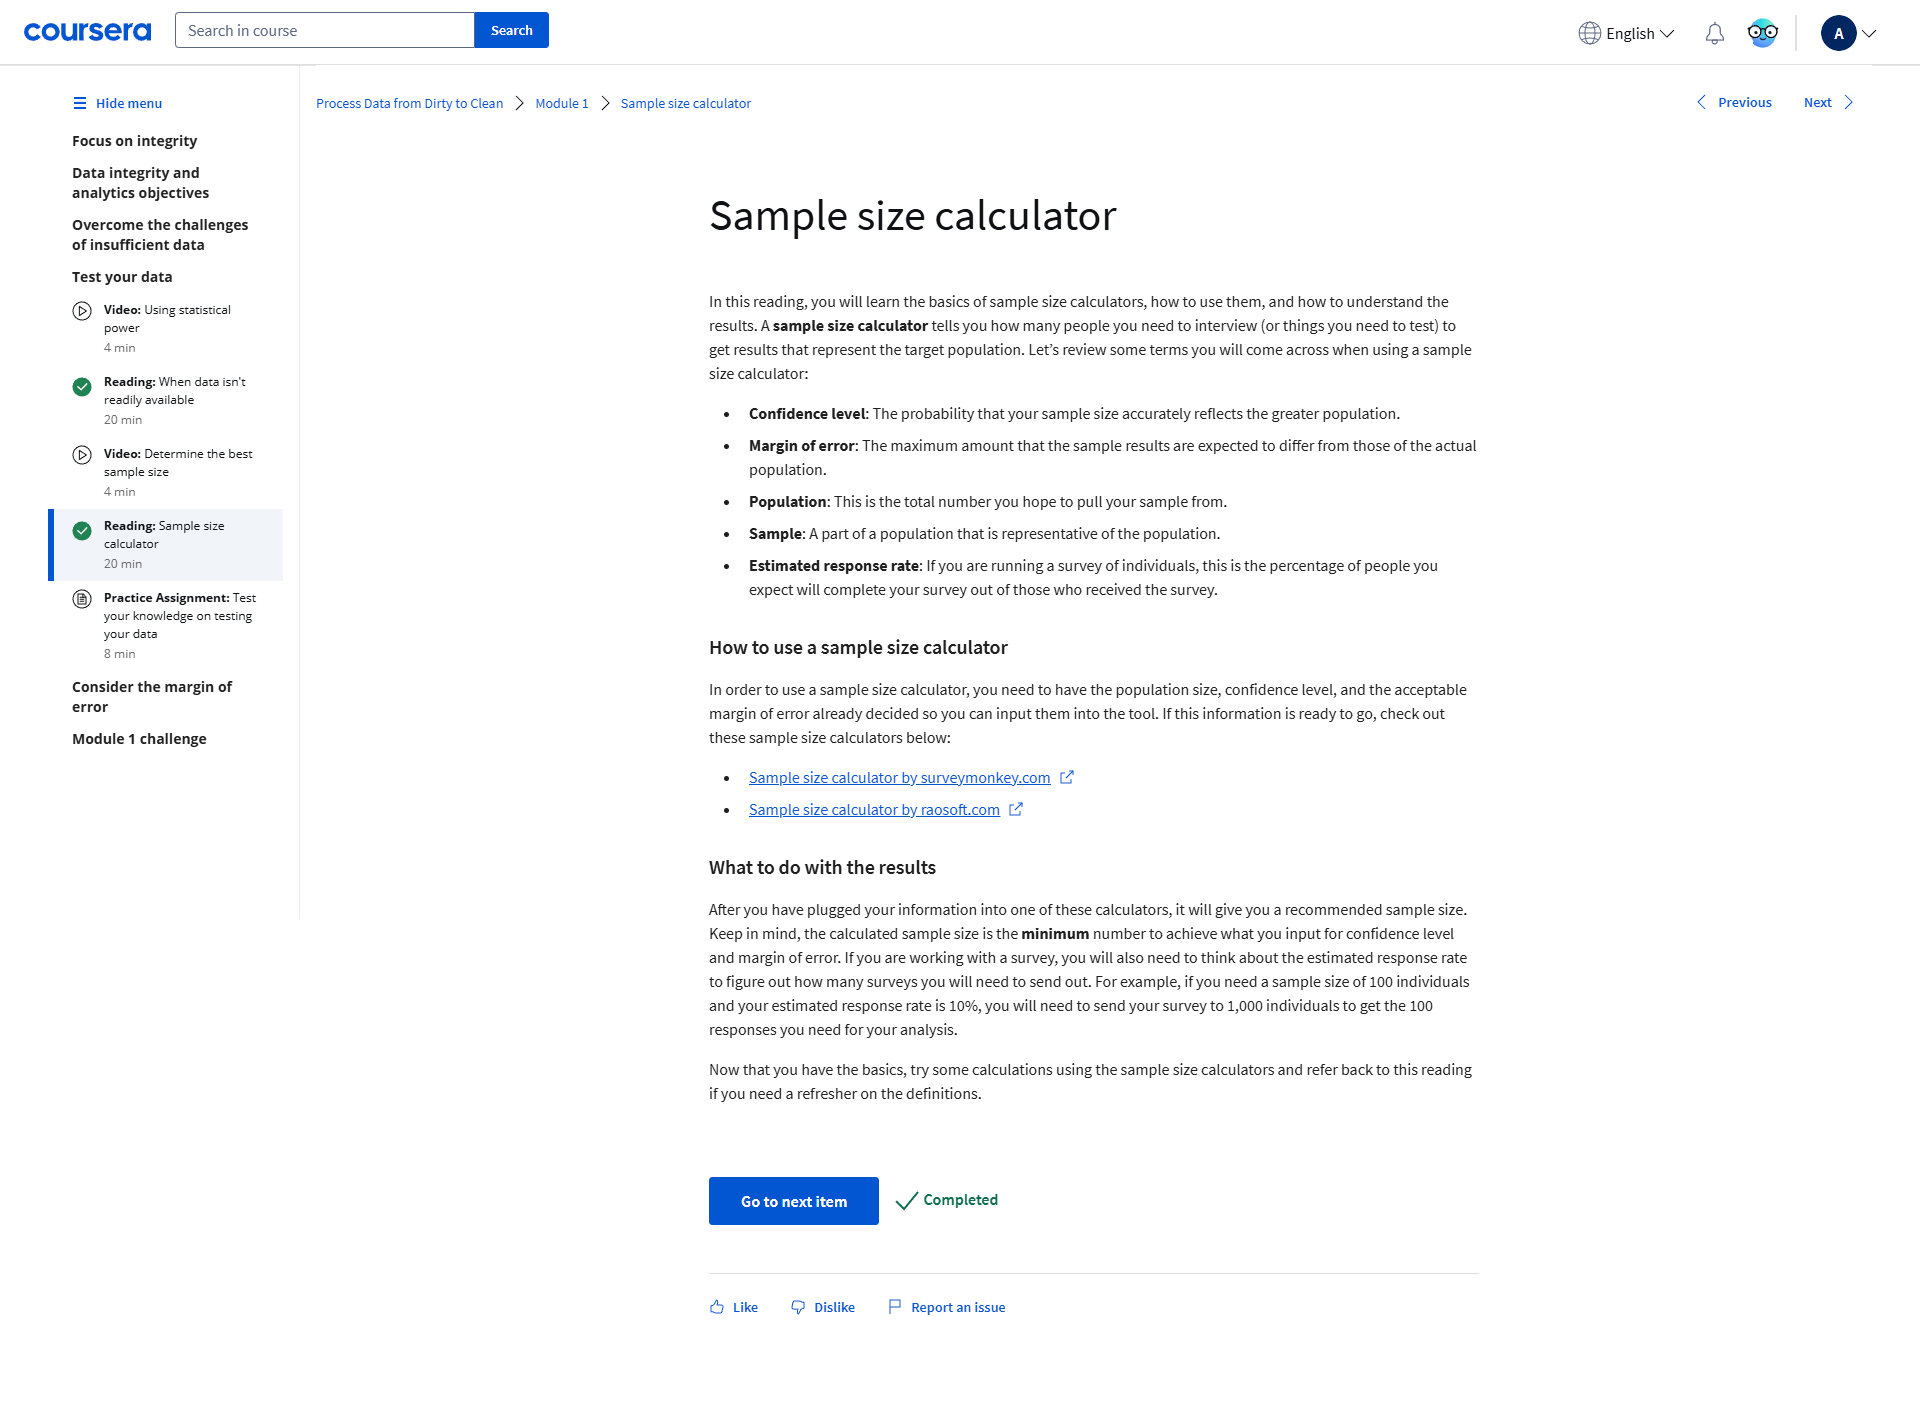 coursera
Search in course
Search
English
A
Hide menu
Focus on integrity
Data integrity and
analytics objectives
Overcome the challenges
of insufficient data
Test your data
Video: Using statistical
power
4 min
Reading: When data isn't
readily available
20 min
Video: Determine the best
sample size
4 min
Reading: Sample size
calculator
20 min
Practice Assignment: Test
your knowledge on testing
your data
8 min
Consider the margin of
error
Module 1 challenge
Process Data from Dirty to Clean
Module 1
Sample size calculator
Previous
Next
Sample size calculator
In this reading, you will learn the basics of sample size calculators, how to use them, and how to understand the
results. A sample size calculator tells you how many people you need to interview (or things you need to test) to
get results that represent the target population. Let’s review some terms you will come across when using a sample
size calculator:
• Confidence level: The probability that your sample size accurately reflects the greater population.
• Margin of error: The maximum amount that the sample results are expected to differ from those of the actual
population.
• Population: This is the total number you hope to pull your sample from.
• Sample: A part of a population that is representative of the population.
• Estimated response rate: If you are running a survey of individuals, this is the percentage of people you
expect will complete your survey out of those who received the survey.
How to use a sample size calculator
In order to use a sample size calculator, you need to have the population size, confidence level, and the acceptable
margin of error already decided so you can input them into the tool. If this information is ready to go, check out
these sample size calculators below:
• Sample size calculator by surveymonkey.com
• Sample size calculator by raosoft.com
What to do with the results
After you have plugged your information into one of these calculators, it will give you a recommended sample size.
Keep in mind, the calculated sample size is the minimum number to achieve what you input for confidence level
and margin of error. If you are working with a survey, you will also need to think about the estimated response rate
to figure out how many surveys you will need to send out. For example, if you need a sample size of 100 individuals
and your estimated response rate is 10%, you will need to send your survey to 1,000 individuals to get the 100
responses you need for your analysis.
Now that you have the basics, try some calculations using the sample size calculators and refer back to this reading
if you need a refresher on the definitions.
Go to next item
Completed
Like
Dislike
Report an issue